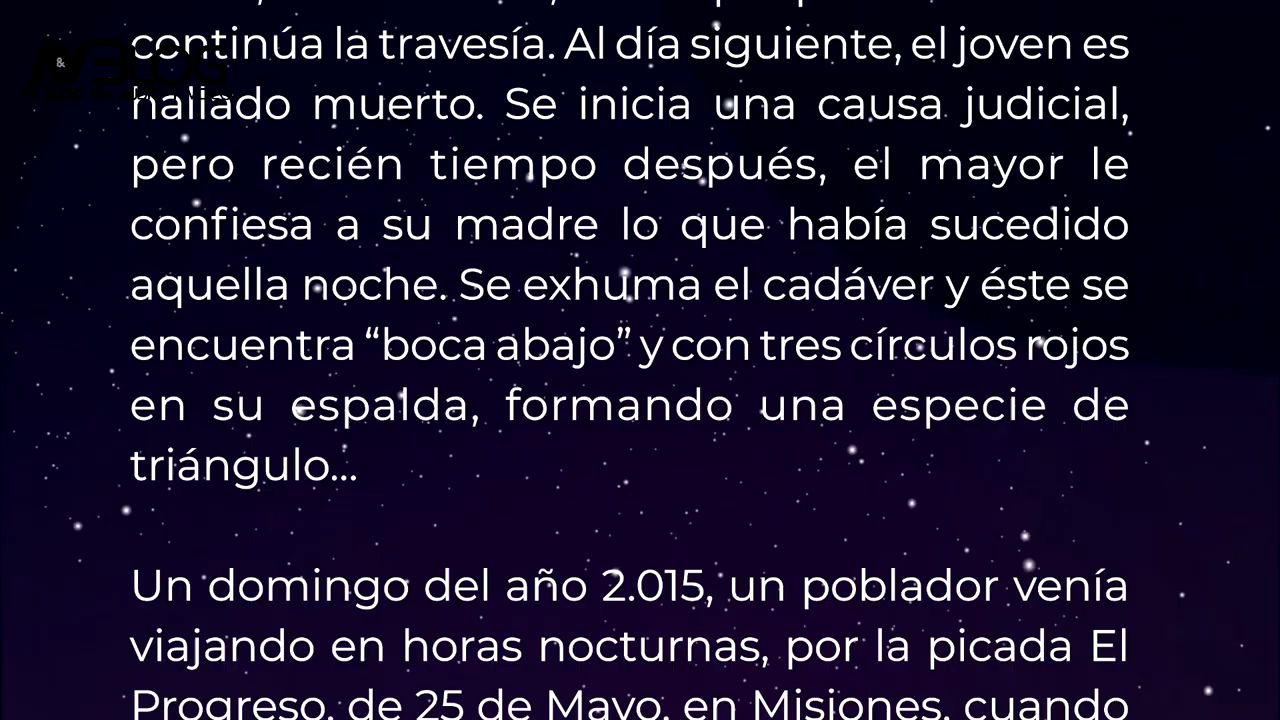 continúa la travesía. Al día siguiente, el joven es
hallado muerto. Se inicia una causa judicial,
pero recién tiempo después, el mayor le
confiesa a su madre lo que había sucedido
aquella noche. Se exhuma el cadáver y éste se
encuentra “boca abajo” y con tres círculos rojos
en su espalda, formando una especie de
triángulo...
Un domingo del año 2.015, un poblador venía
viajando en horas nocturnas, por la picada El
Progreso, de 25 de Mayo, en Misiones, cuando
&
BLOG